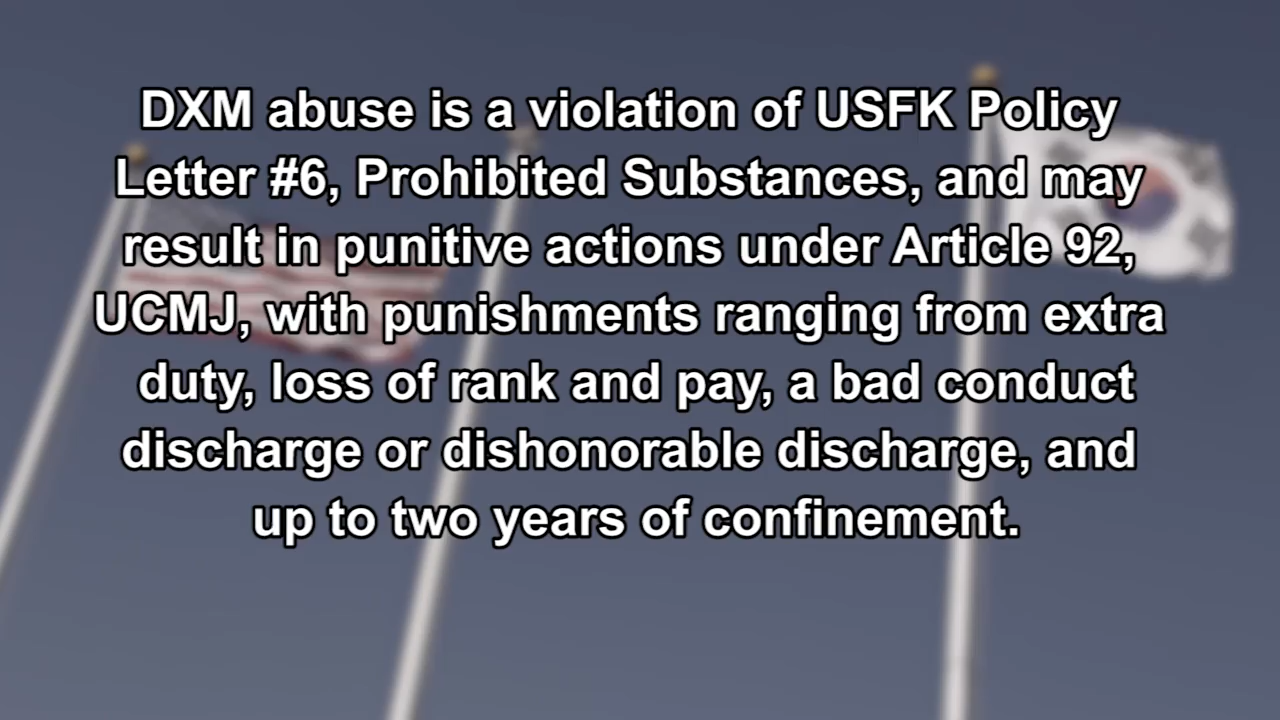 DXM abuse is a violation of USFK Policy
Letter #6, Prohibited Substances, and may
result in punitive actions under Article 92,
UCMJ, with punishments ranging from extra
duty, loss of rank and pay, a bad conduct
discharge or dishonorable discharge, and
up to two years of confinement.